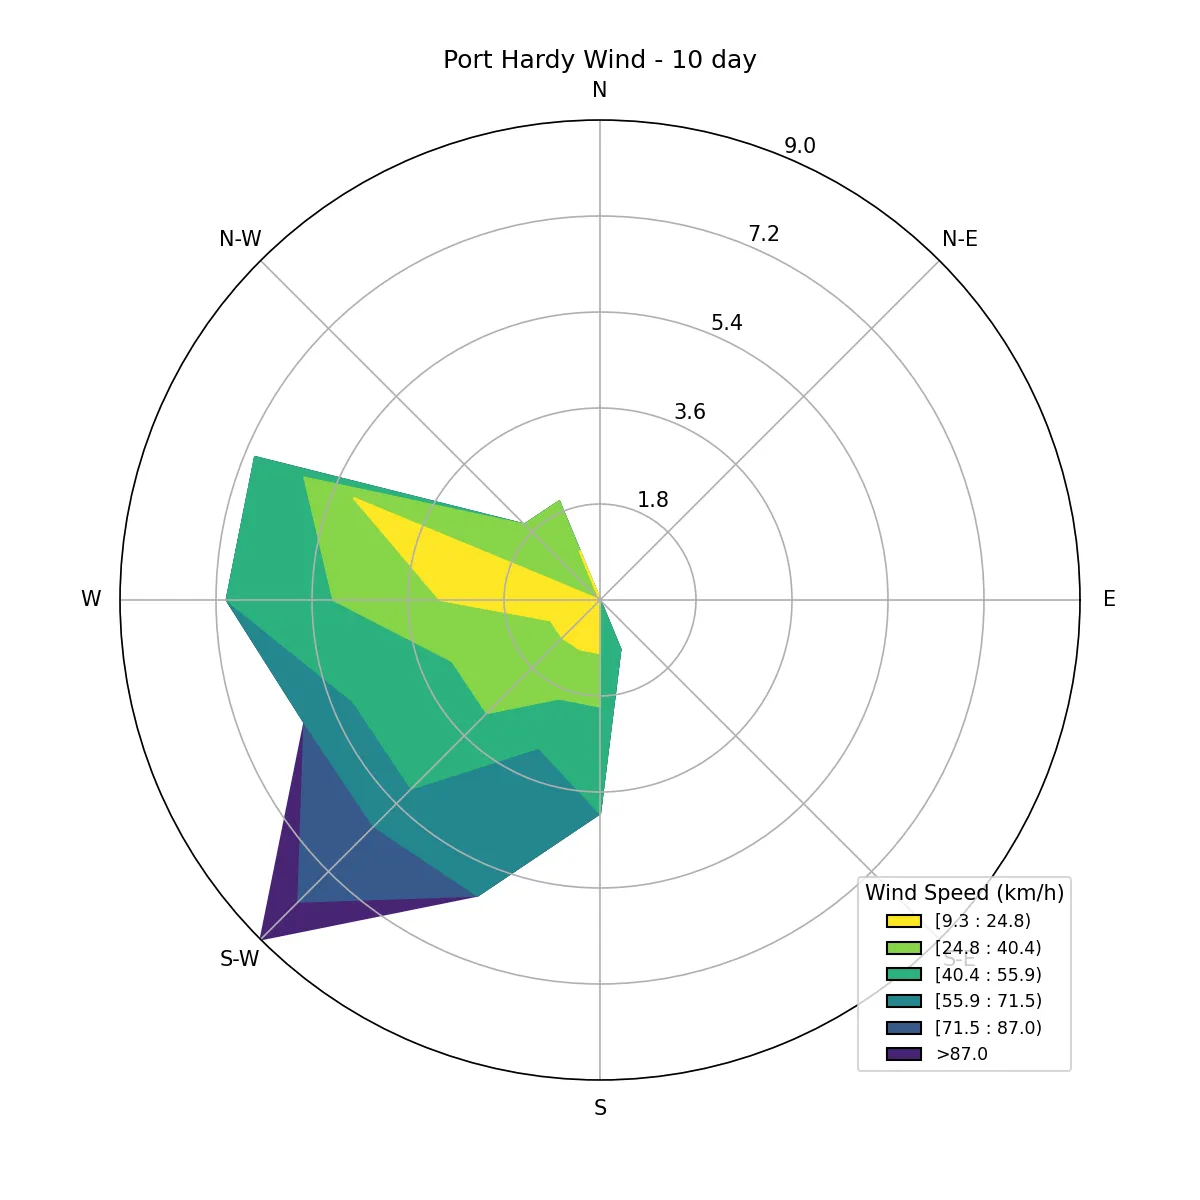 Port Hardy Wind - 10 day
N
9.0
7.2
N-W
N-E
5.4
3.6
1.8
W
E
S-W
S-E
Wind Speed (km/h)
[9.3 : 24.8)
[24.8 : 40.4)
[40.4 : 55.9)
[55.9 : 71.5)
[71.5 : 87.0)
>87.0
S